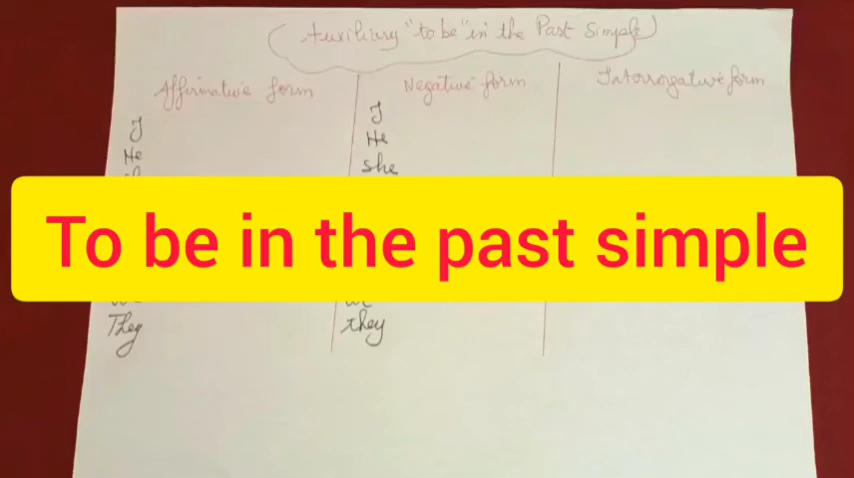 Auxiliary "to be" in the Past Simple
Affirmative form
Negative form
Interrogative form
I
He
I
He
she
To be in the past simple
They
they